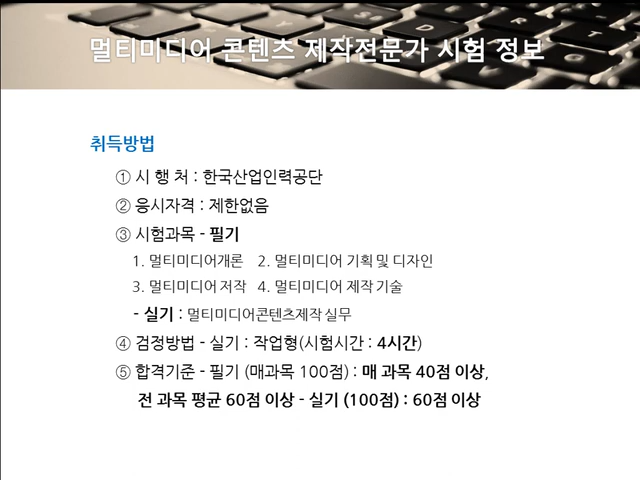 멀티미디어 콘텐츠 제작전문가 시험 정보
취득방법
① 시 행 처 : 한국산업인력공단
② 응시자격 : 제한없음
③ 시험과목 - 필기
1. 멀티미디어개론 2. 멀티미디어 기획 및 디자인
3. 멀티미디어 저작 4. 멀티미디어 제작 기술
- 실기 : 멀티미디어콘텐츠제작 실무
④ 검정방법 - 실기 : 작업형(시험시간 : 4시간)
⑤ 합격기준 - 필기 (매과목 100점) : 매 과목 40점 이상,
전 과목 평균 60점 이상 - 실기 (100점) : 60점 이상